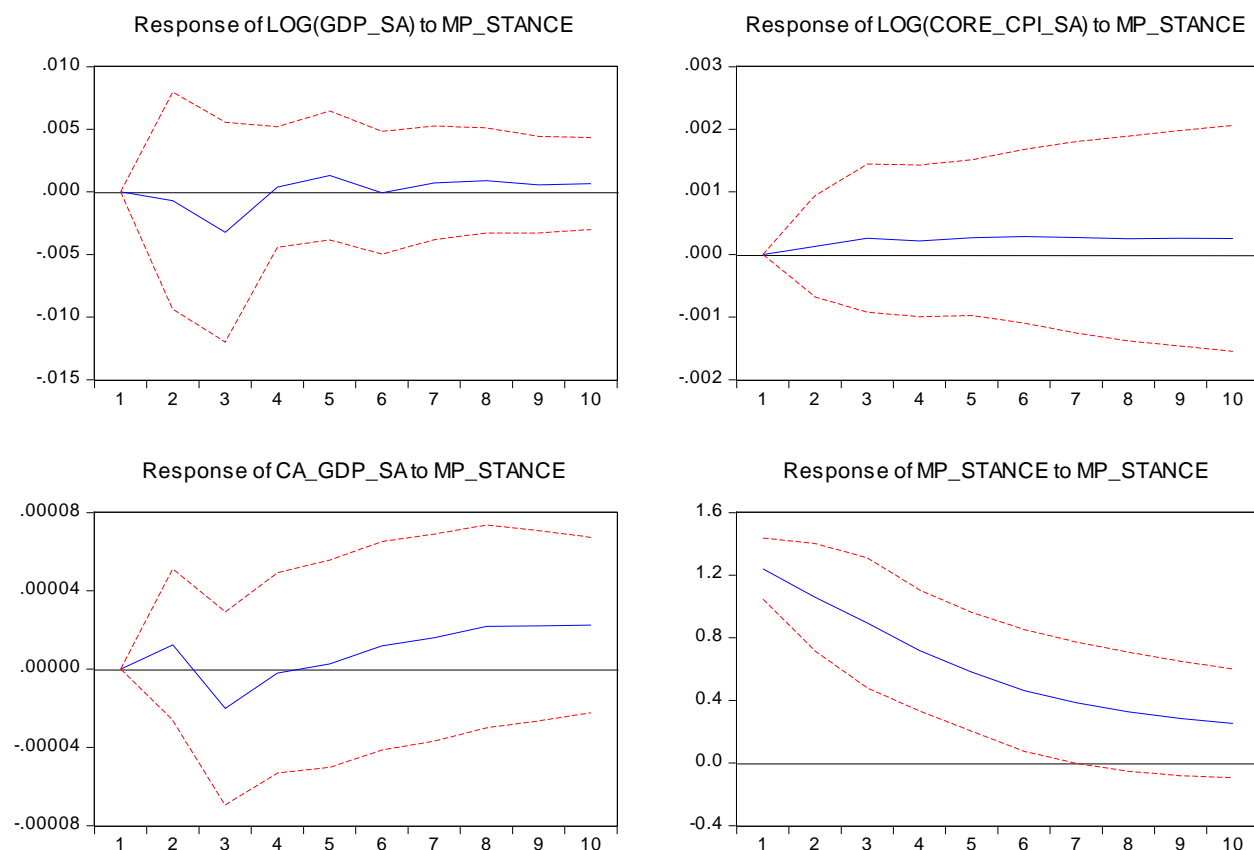 Response of LOG(GDP_SA) to MP_STANCE
.010
.005
.000
-.005
-.010
-.015
1 2 3 4 5 6 7 8 9 10
Response of LOG(CORE_CPI_SA) to MP_STANCE
.003
.002
.001
.000
-.001
-.002
1 2 3 4 5 6 7 8 9 10
Response of CA_GDP_SA to MP_STANCE
.00008
.00004
.00000
-.00004
-.00008
1 2 3 4 5 6 7 8 9 10
Response of MP_STANCE to MP_STANCE
1.6
1.2
0.8
0.4
0.0
-0.4
1 2 3 4 5 6 7 8 9 10